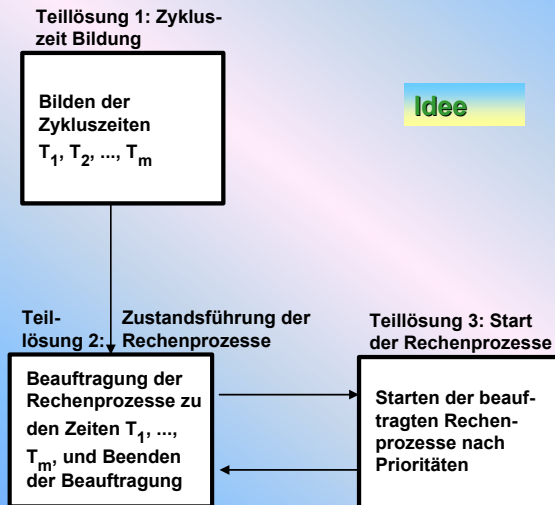 Teillösung 1: Zyklus-
zeit Bildung
Bilden der
Zykluszeiten
T1, T2, ..., Tm
Idee
Teil-
lösung 2:
Zustandsführung der
Rechenprozesse
Beauftragung der
Rechenprozesse zu
den Zeiten T1, ...,
Tm, und Beenden
der Beauftragung
Teillösung 3: Start
der Rechenprozesse
Starten der beauf-
tragten Rechen-
prozesse nach
Prioritäten